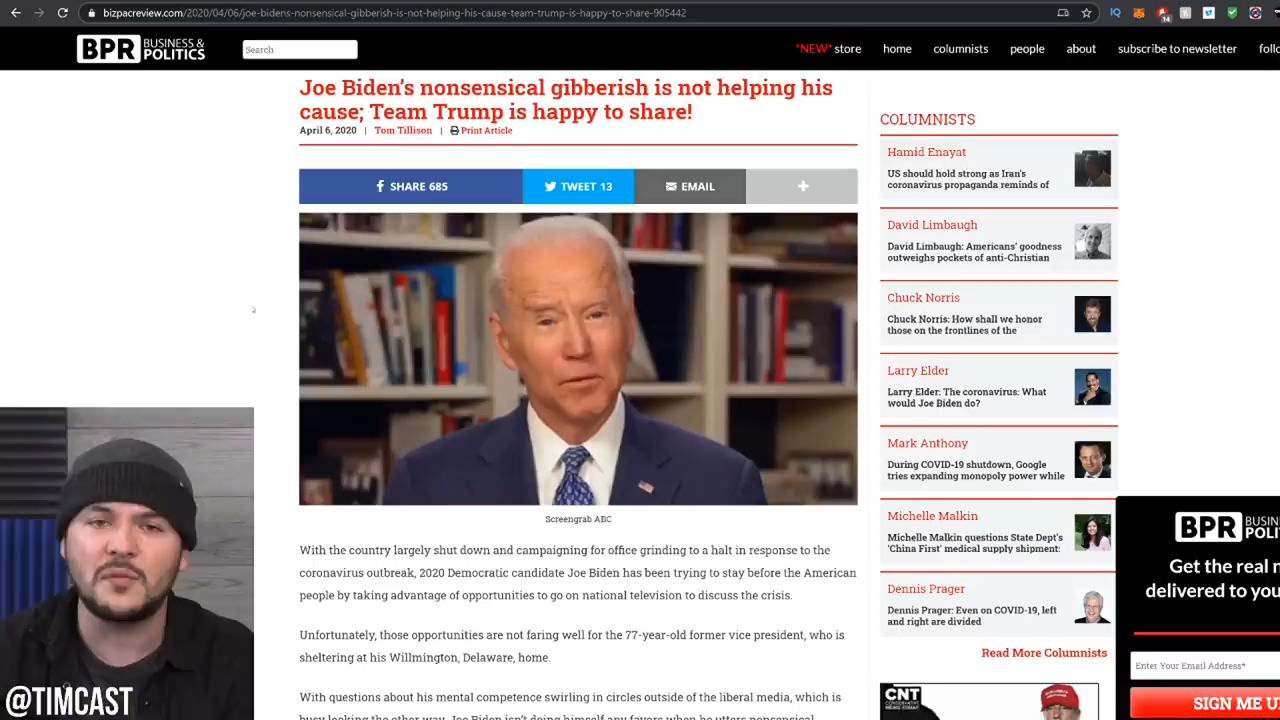 bizpacreview.com/2020/04/06/joe-bidens-nonsensical-gibberish-is-not-helping-his-cause-team-trump-is-happy-to-share-905442
14
BPR BUSINESS & POLITICS
Search
*NEW* store
home
columnists
people
about
subscribe to newsletter
follo
Joe Biden’s nonsensical gibberish is not helping his
cause; Team Trump is happy to share!
April 6, 2020 | Tom Tillison | Print Article
SHARE 685
TWEET 13
EMAIL
Screengrab ABC
With the country largely shut down and campaigning for office grinding to a halt in response to the
coronavirus outbreak, 2020 Democratic candidate Joe Biden has been trying to stay before the American
people by taking advantage of opportunities to go on national television to discuss the crisis.
Unfortunately, those opportunities are not faring well for the 77-year-old former vice president, who is
sheltering at his Willmington, Delaware, home.
With questions about his mental competence swirling in circles outside of the liberal media, which is
busy looking the other way, Joe Biden isn't doing himself any favors when he utters nonsensical
COLUMNISTS
Hamid Enayat
US should hold strong as Iran's
coronavirus propaganda reminds of
David Limbaugh
David Limbaugh: Americans' goodness
outweighs pockets of anti-Christian
Chuck Norris
Chuck Norris: How shall we honor
those on the frontlines of the
Larry Elder
Larry Elder: The coronavirus: What
would Joe Biden do?
Mark Anthony
During COVID-19 shutdown, Google
tries expanding monopoly power while
Michelle Malkin
Michelle Malkin questions State Dept's
'China First' medical supply shipment:
Dennis Prager
Dennis Prager: Even on COVID-19, left
and right are divided
Read More Columnists
CNT
BPR BUSIN
POLI
Get the real n
delivered to you
Enter Your Email Address*
SIGN ME U
@TIMCAST